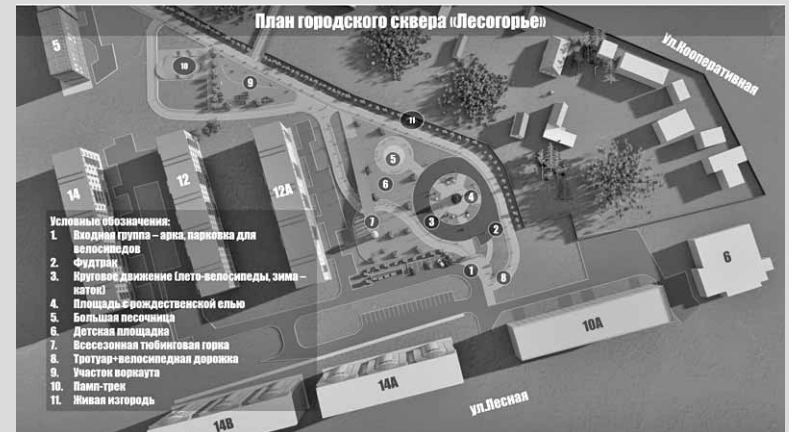 План городского сквера «Лесогорье»
ул.Кооперативная
5
10
9
11
14
12
12А
5
6
4
3
7
2
1
8
6
Условные обозначения:
1. Входная группа – арка, парковка для
велосипедов
2. Фудтрак
3. Круговое движение (лето-велосипеды, зима –
каток)
4. Площадь с рождественской елью
5. Большая песочница
6. Детская площадка
7. Всесезонная тюбинговая горка
8. Тротуар+велосипедная дорожка
9. Участок воркаута
10. Памп-трек
11. Живая изгородь
10А
14А
14В
ул.Лесная